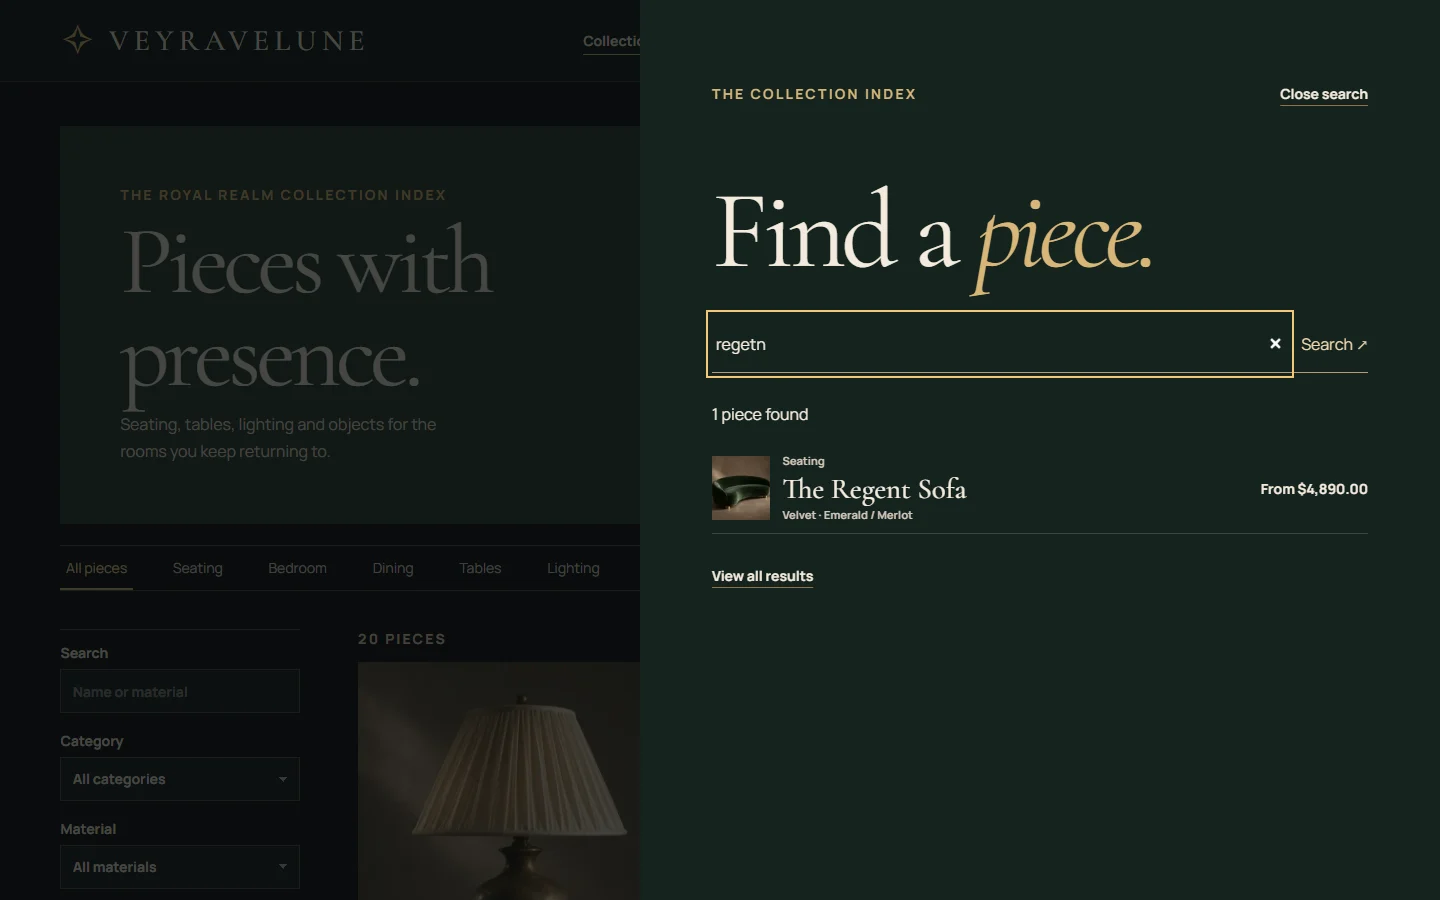 VEYRAVELUNE
Collectio
THE ROYAL REALM COLLECTION INDEX
Pieces with
presence.
Seating, tables, lighting and objects for the
rooms you keep returning to.
All pieces Seating Bedroom Dining Tables Lighting
Search
Name or material
Category
All categories
Material
All materials
20 PIECES
THE COLLECTION INDEX
Close search
Find a piece.
regetn
Search ↗
1 piece found
Seating
The Regent Sofa
Velvet · Emerald / Merlot
From $4,890.00
View all results